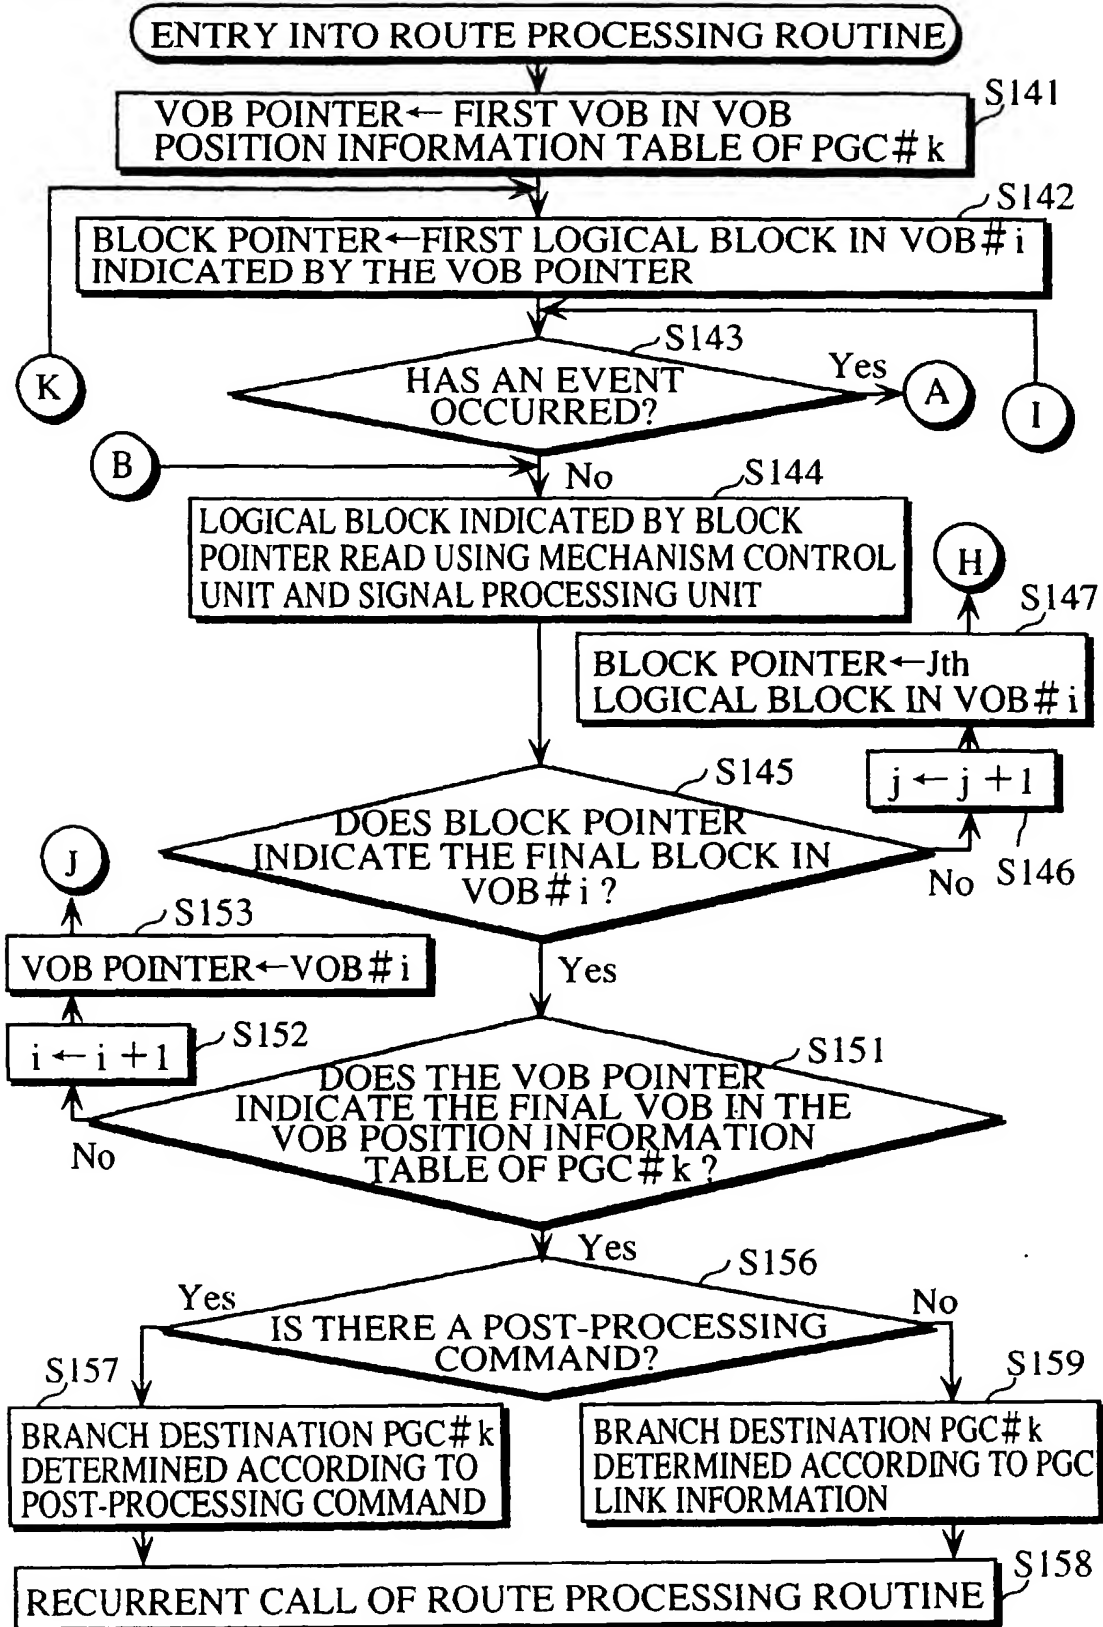 ENTRY INTO ROUTE PROCESSING ROUTINE
S141
VOB POINTER←FIRST VOB IN VOB
POSITION INFORMATION TABLE OF PGC#k
S142
BLOCK POINTER←FIRST LOGICAL BLOCK IN VOB#i
INDICATED BY THE VOB POINTER
S143
HAS AN EVENT
OCCURRED?
Yes
A
K
I
B
No
S144
LOGICAL BLOCK INDICATED BY BLOCK
POINTER READ USING MECHANISM CONTROL
UNIT AND SIGNAL PROCESSING UNIT
H
S147
BLOCK POINTER←Jth
LOGICAL BLOCK IN VOB#i
j←j+1
S146
S145
DOES BLOCK POINTER
INDICATE THE FINAL BLOCK IN
VOB#i?
No
Yes
J
S153
VOB POINTER←VOB#i
S152
i←i+1
No
S151
DOES THE VOB POINTER
INDICATE THE FINAL VOB IN THE
VOB POSITION INFORMATION
TABLE OF PGC#k?
Yes
S156
Yes
No
IS THERE A POST-PROCESSING
COMMAND?
S157
BRANCH DESTINATION PGC#k
DETERMINED ACCORDING TO
POST-PROCESSING COMMAND
S159
BRANCH DESTINATION PGC#k
DETERMINED ACCORDING TO PGC
LINK INFORMATION
S158
RECURRENT CALL OF ROUTE PROCESSING ROUTINE